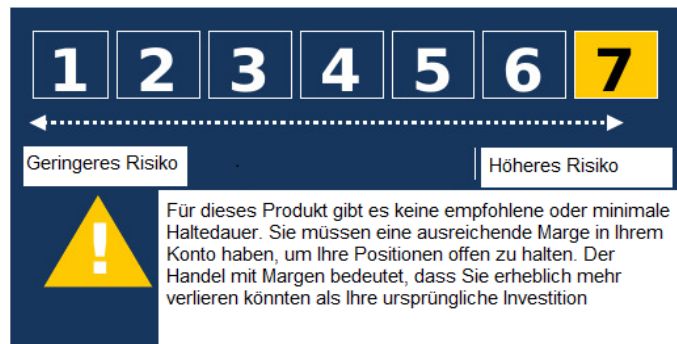 1 2 3 4 5 6 7
Geringeres Risiko
Höheres Risiko
!
Für dieses Produkt gibt es keine empfohlene oder minimale
Haltedauer. Sie müssen eine ausreichende Marge in Ihrem
Konto haben, um Ihre Positionen offen zu halten. Der
Handel mit Margen bedeutet, dass Sie erheblich mehr
verlieren könnten als Ihre ursprüngliche Investition